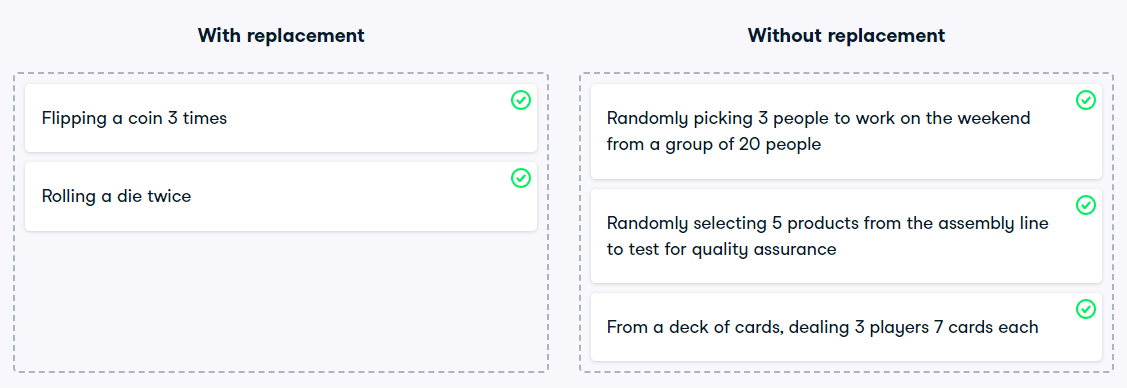 With replacement
Flipping a coin 3 times
Rolling a die twice
Without replacement
Randomly picking 3 people to work on the weekend
from a group of 20 people
Randomly selecting 5 products from the assembly line
to test for quality assurance
From a deck of cards, dealing 3 players 7 cards each